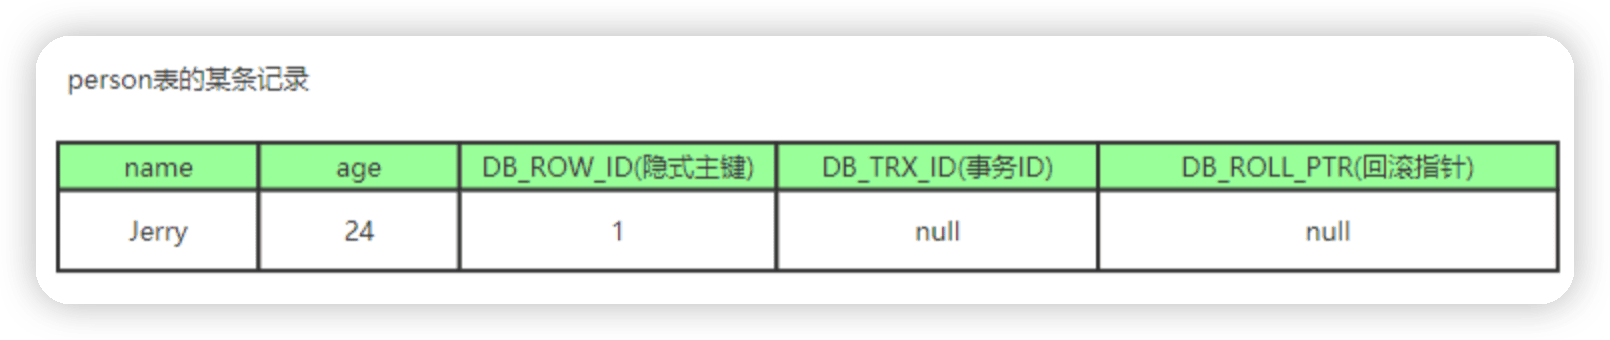 person表的某条记录
name age DB_ROW_ID(隐式主键) DB_TRX_ID(事务ID) DB_ROLL_PTR(回滚指针)
Jerry 24 1 null null